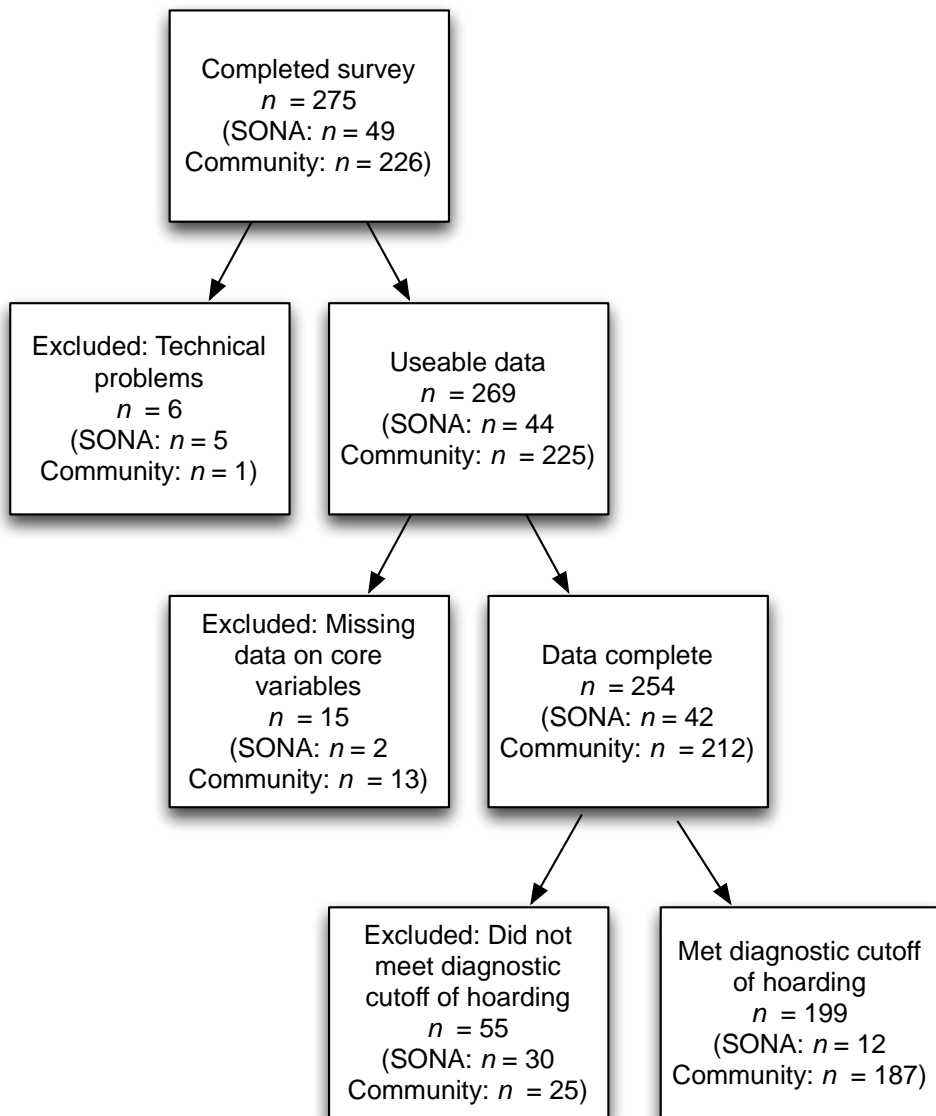 Completed survey
n = 275
(SONA: n = 49
Community: n = 226)
Excluded: Technical
problems
n = 6
(SONA: n = 5
Community: n = 1)
Useable data
n = 269
(SONA: n = 44
Community: n = 225)
Excluded: Missing
data on core
variables
n = 15
(SONA: n = 2
Community: n = 13)
Data complete
n = 254
(SONA: n = 42
Community: n = 212)
Excluded: Did not
meet diagnostic
cutoff of hoarding
n = 55
(SONA: n = 30
Community: n = 25)
Met diagnostic cutoff
of hoarding
n = 199
(SONA: n = 12
Community: n = 187)